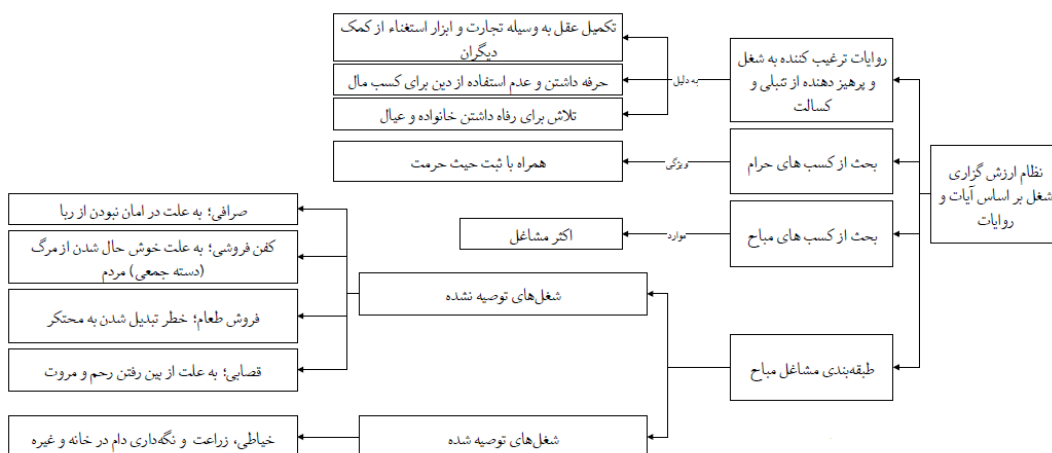 نظام ارزش گزاری
شغل بر اساس آیات و
روایات
روایات ترغیب کننده به شغل
و پرهیز دهنده از تنبلی و
کسالت
به دلیل
تکمیل عقل به وسیله تجارت و ابزار استغناء از کمک
دیگران
حرفه داشتن و عدم استفاده از دین برای کسب مال
تلاش برای رفاه داشتن خانواده و عیال
بحث از کسب های حرام
ویژگی
همراه با ثبت حیث حرمت
بحث از کسب های مباح
موارد
اکثر مشاغل
طبقه‌بندی مشاغل مباح
شغل‌های توصیه نشده
صرافی؛ به علت در امان نبودن از ربا
کفن فروشی؛ به علت خوش حال شدن از مرگ
(دسته جمعی) مردم
فروش طعام؛ خطر تبدیل شدن به محتکر
قصابی؛ به علت از بین رفتن رحم و مروت
شغل‌های توصیه شده
خیاطی، زراعت و نگه‌داری دام در خانه و غیره